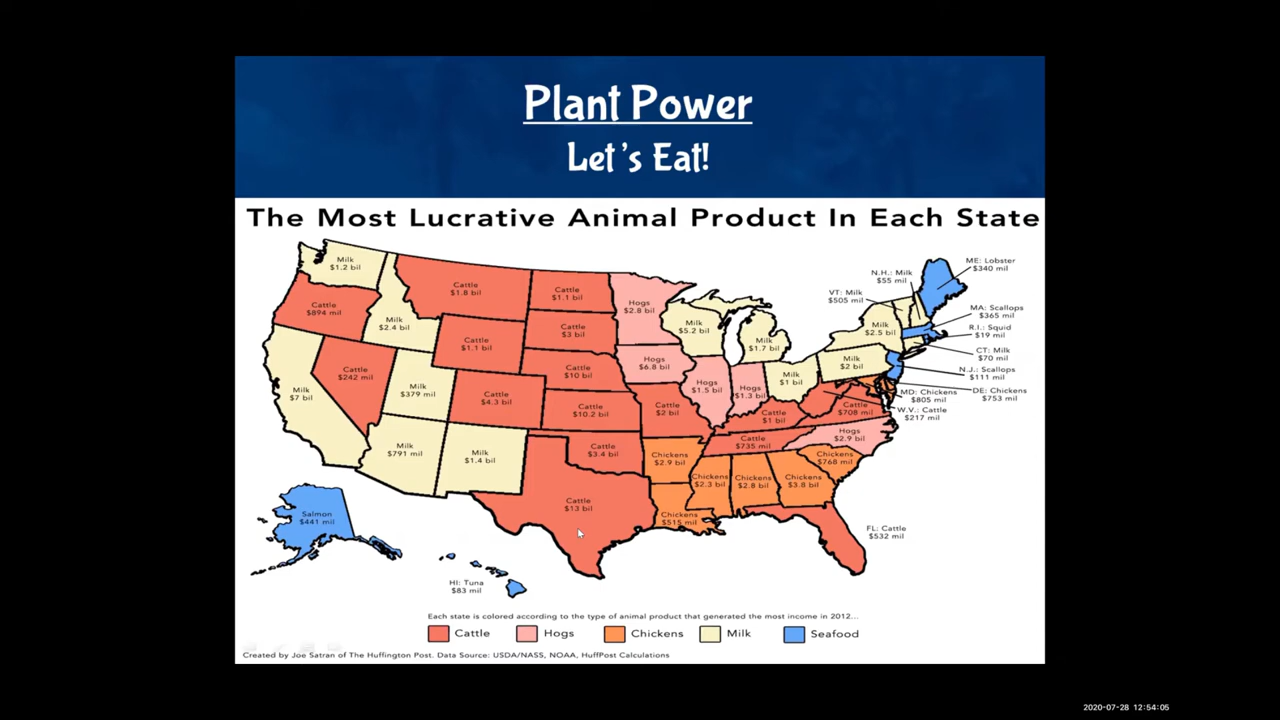 Plant Power
Let's Eat!
The Most Lucrative Animal Product In Each State
Milk
$1.2 bil
Cattle
$894 mil
Milk
$2.4 bil
Cattle
$1.8 bil
Cattle
$1.1 bil
Hogs
$2.8 bil
Milk
$5.2 bil
Milk
$1.7 bil
Milk
$2.5 bil
VT: Milk
$505 mil
N.H: Milk
$55 mil
ME: Lobster
$340 mil
MA: Scallops
$365 mil
R.I.: Squid
$19 mil
CT: Milk
$70 mil
N.J.: Scallops
$111 mil
DE: Chickens
$753 mil
MD: Chickens
$805 mil
W.V.: Cattle
$217 mil
Cattle
$1.1 bil
Cattle
$3 bil
Cattle
$10 bil
Hogs
$6.8 bil
Hogs
$1.5 bil
Hogs
$1.3 bil
Milk
$1 bil
Milk
$2 bil
Milk
$7 bil
Cattle
$242 mil
Milk
$379 mil
Cattle
$4.3 bil
Cattle
$10.2 bil
Cattle
$2 bil
Cattle
$1 bil
Cattle
$708 mil
Milk
$791 mil
Milk
$1.4 bil
Cattle
$3.4 bil
Chickens
$2.9 bil
Cattle
$735 mil
Hogs
$2.9 bil
Chickens
$768 mil
Cattle
$13 bil
Chickens
$515 mil
Chickens
$2.3 bil
Chickens
$2.8 bil
Chickens
$3.8 bil
FL: Cattle
$532 mil
Salmon
$441 mil
HI: Tuna
$83 mil
Each state is colored according to the type of animal product that generated the most income in 2012...
Cattle Hogs Chickens Milk Seafood
Created by Joe Satran of The Huffington Post. Data Source: USDA/NASS, NOAA, HuffPost Calculations
2020-07-28 12:54:05